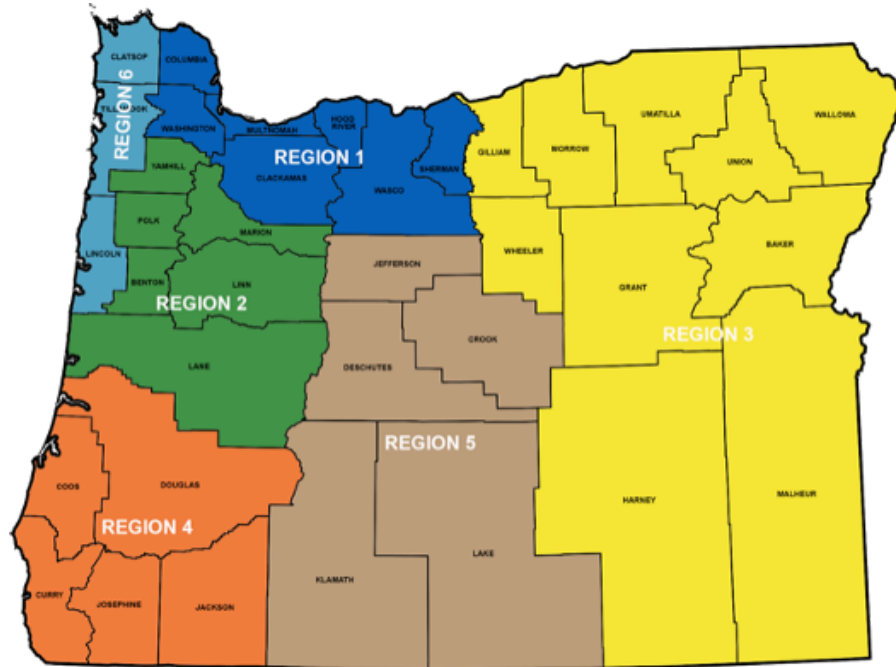 CLATSOP
COLUMBIA
REGION 6
TILLAMOOK
WASHINGTON
MULTNOMAH
HOOD
RIVER
REGION 1
CLACKAMAS
WASCO
SHERMAN
GILLIAM
MORROW
UMATILLA
UNION
WALLOWA
YAMHILL
POLK
MARION
LINCOLN
BENTON
LINN
REGION 2
LANE
JEFFERSON
WHEELER
GRANT
BAKER
REGION 3
CROOK
DESCHUTES
REGION 5
COOS
DOUGLAS
REGION 4
HARNEY
MALHEUR
CURRY
JOSEPHINE
JACKSON
KLAMATH
LAKE